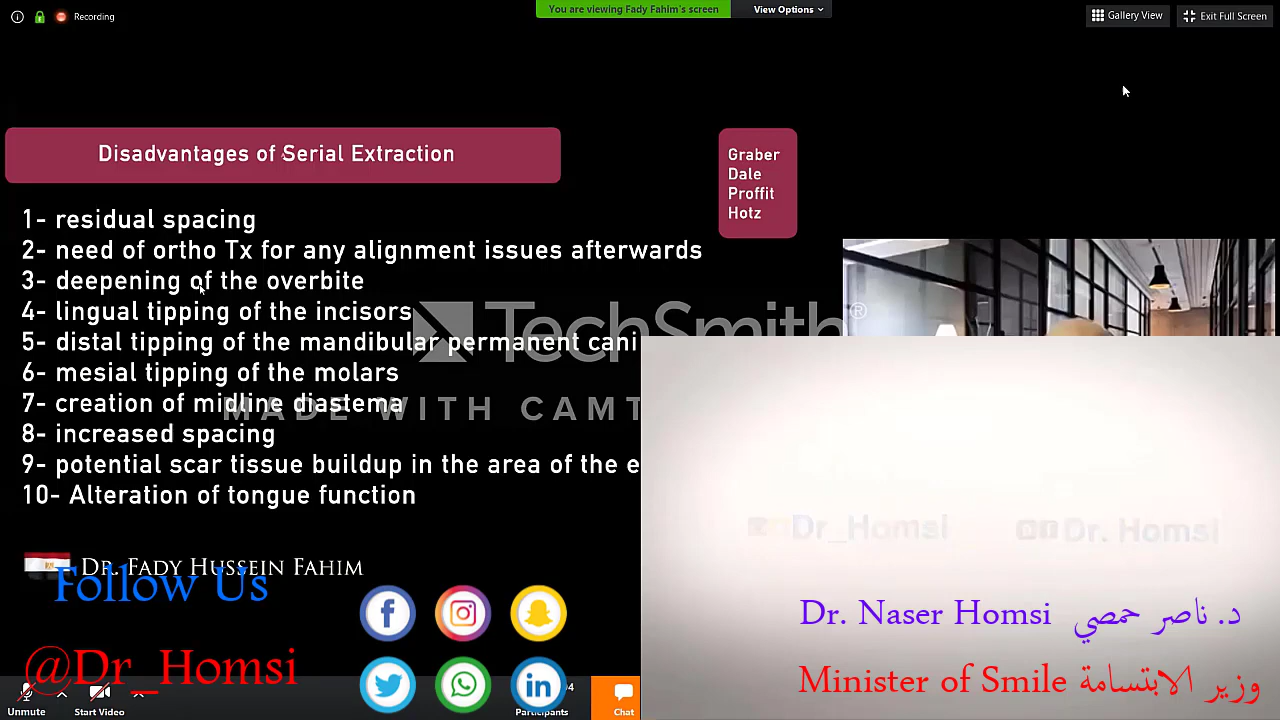 Recording
You are viewing Fady Fahim's screen
View Options
Gallery View
Exit Full Screen
Disadvantages of Serial Extraction
Graber
Dale
Proffit
Hotz
1- residual spacing
2- need of ortho Tx for any alignment issues afterwards
3- deepening of the overbite
4- lingual tipping of the incisors
5- distal tipping of the mandibular permanent cani
6- mesial tipping of the molars
7- creation of midline diastema
8- increased spacing
9- potential scar tissue buildup in the area of the e
10- Alteration of tongue function
TechSmith®
MADE WITH CAMT
Dr. Fady Hussein Fahim
Follow Us
@Dr_Homsi
Dr_Homsi
Dr. Homsi
Dr. Naser Homsi د. ناصر حمصي
Minister of Smile وزير الابتسامة
Unmute
Start Video
Participants
4
Chat